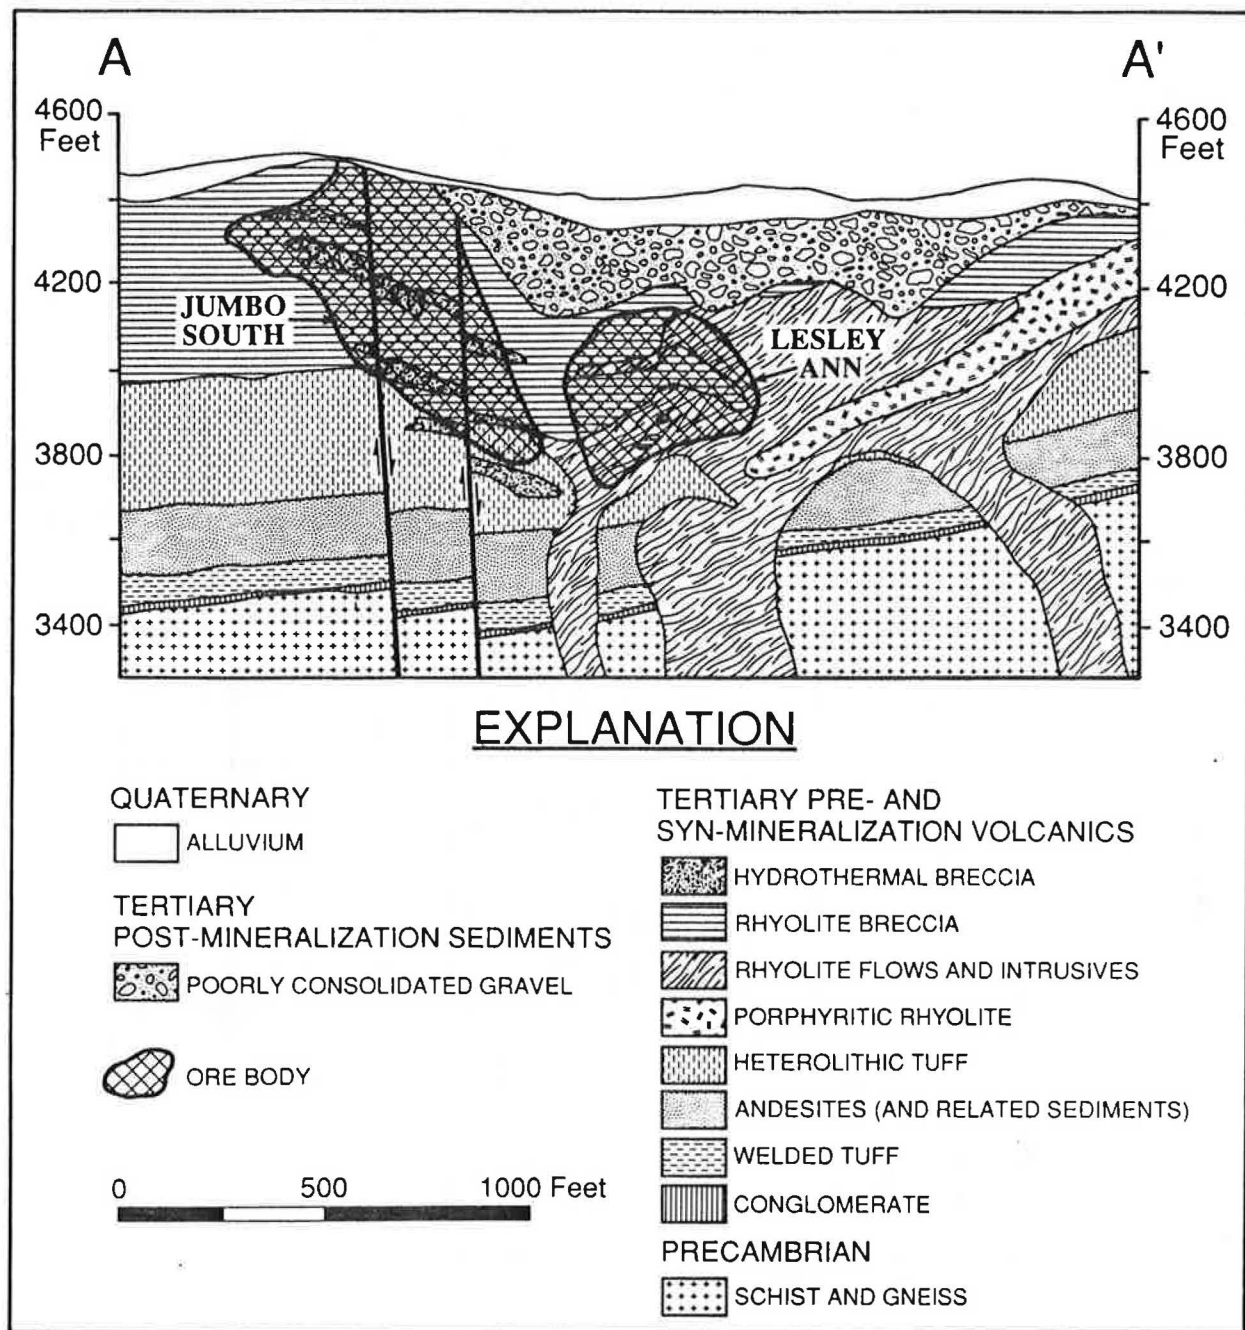 A
A'
4600
Feet
4600
Feet
4200
4200
JUMBO
SOUTH
LESLEY
ANN
3800
3800
3400
3400
EXPLANATION
QUATERNARY
ALLUVIUM
TERTIARY
POST-MINERALIZATION SEDIMENTS
POORLY CONSOLIDATED GRAVEL
ORE BODY
0 500 1000 Feet
TERTIARY PRE- AND
SYN-MINERALIZATION VOLCANICS
HYDROTHERMAL BRECCIA
RHYOLITE BRECCIA
RHYOLITE FLOWS AND INTRUSIVES
PORPHYRITIC RHYOLITE
HETEROLITHIC TUFF
ANDESITES (AND RELATED SEDIMENTS)
WELDED TUFF
CONGLOMERATE
PRECAMBRIAN
SCHIST AND GNEISS